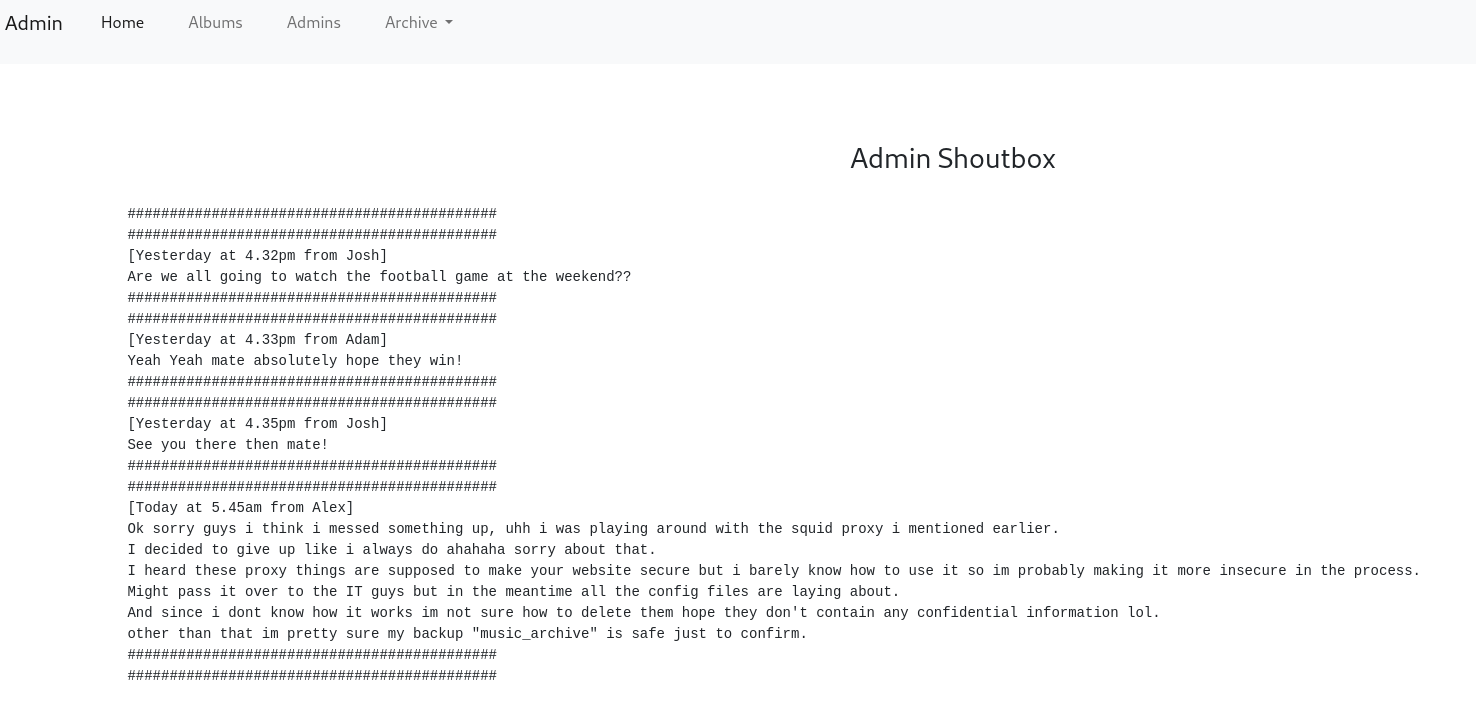 Admin Home Albums Admins Archive
Admin Shoutbox
############################################
############################################
[Yesterday at 4.32pm from Josh]
Are we all going to watch the football game at the weekend??
############################################
############################################
[Yesterday at 4.33pm from Adam]
Yeah Yeah mate absolutely hope they win!
############################################
############################################
[Yesterday at 4.35pm from Josh]
See you there then mate!
############################################
############################################
[Today at 5.45am from Alex]
Ok sorry guys i think i messed something up, uhh i was playing around with the squid proxy i mentioned earlier.
I decided to give up like i always do ahahaha sorry about that.
I heard these proxy things are supposed to make your website secure but i barely know how to use it so im probably making it more insecure in the process.
Might pass it over to the IT guys but in the meantime all the config files are laying about.
And since i dont know how it works im not sure how to delete them hope they don't contain any confidential information lol.
other than that im pretty sure my backup "music_archive" is safe just to confirm.
############################################
############################################